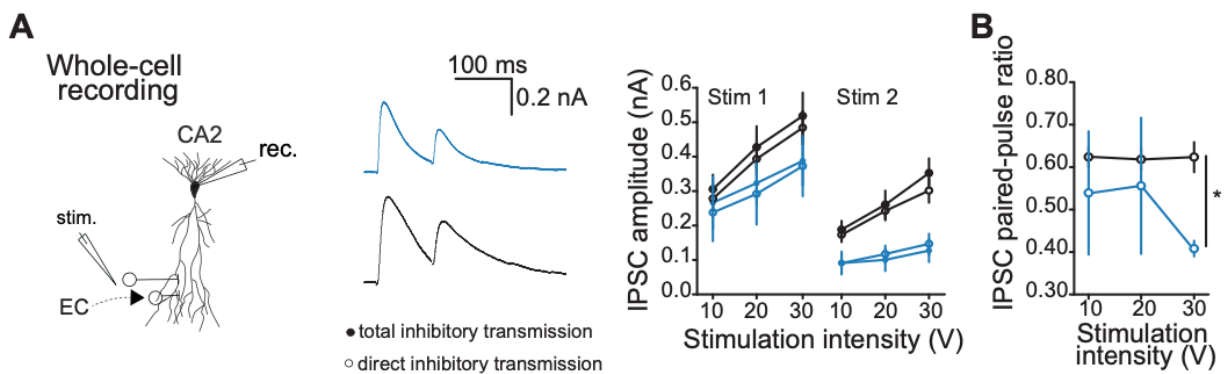 A
Whole-cell
recording
CA2
rec.
stim.
EC
100 ms
0.2 nA
total inhibitory transmission
direct inhibitory transmission
IPSC amplitude (nA)
0.6
0.5
0.4
0.3
0.2
0.1
0.0
Stim 1
Stim 2
10 20 30 10 20 30
Stimulation intensity (V)
B
IPSC paired-pulse ratio
0.80
0.70
0.60
0.50
0.40
0.30
*
10 20 30
Stimulation
intensity (V)